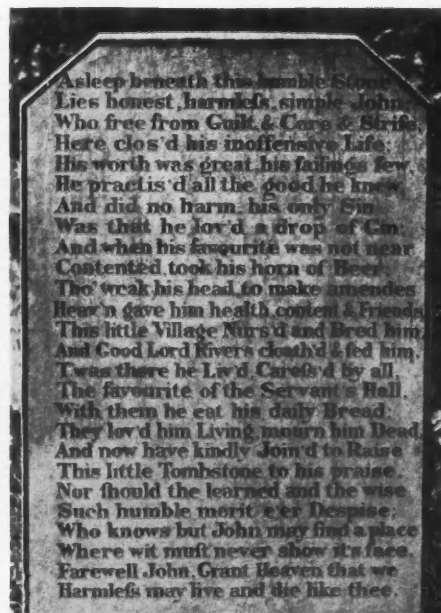 Asleep beneath this humble Stone
Lies honest, harmleſs, simple John;
Who free from Guilt & Care & Strife,
Here clos'd his inoffensive Life;
His worth was great, his failings few,
He practis'd all the good he knew,
And did no harm, his only Sin
Was that he lov'd a drop of Gin;
And when his favourite was not near
Contented, took his horn of Beer.
Tho' weak his head, to make amendes
Heav'n gave him health, content & Friends
This little Village Nurs'd and Bred him,
And Good Lord Rivers cloath'd & fed him,
T'was there he Liv'd, Careſs'd by all,
The favourite of the Servant's Hall,
With them he eat his daily Bread;
They lov'd him Living, mourn him Dead,
And now have kindly Join'd to Raise
This little Tombstone to his praise,
Nor ſhould the learned and the wise
Such humble merit e'er Despise;
Who knows but John may find a place
Where wit muſt never show it's face,
Farewell John, Grant Heaven that we
Harmleſs may live and die like thee.